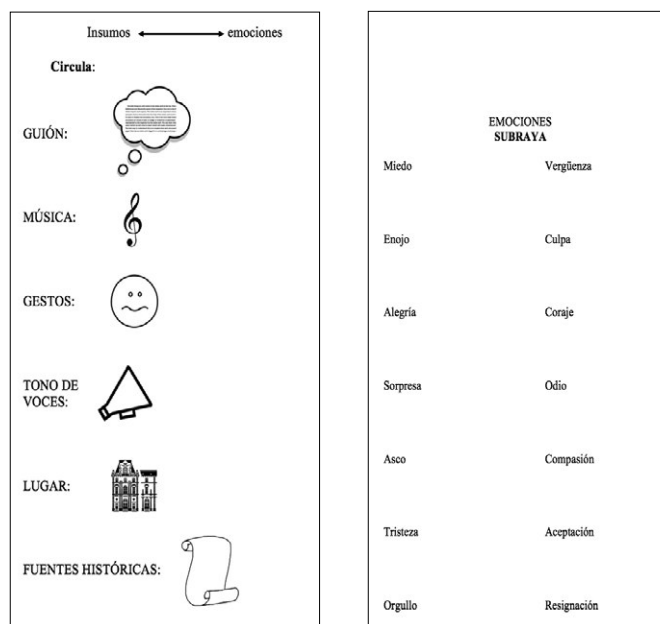 Insumos emociones
Circula:
GUIÓN:
MÚSICA:
GESTOS:
TONO DE
VOCES:
LUGAR:
FUENTES HISTÓRICAS:
EMOCIONES
SUBRAYA
Miedo Vergüenza
Enojo Culpa
Alegría Coraje
Sorpresa Odio
Asco Compasión
Tristeza Aceptación
Orgullo Resignación